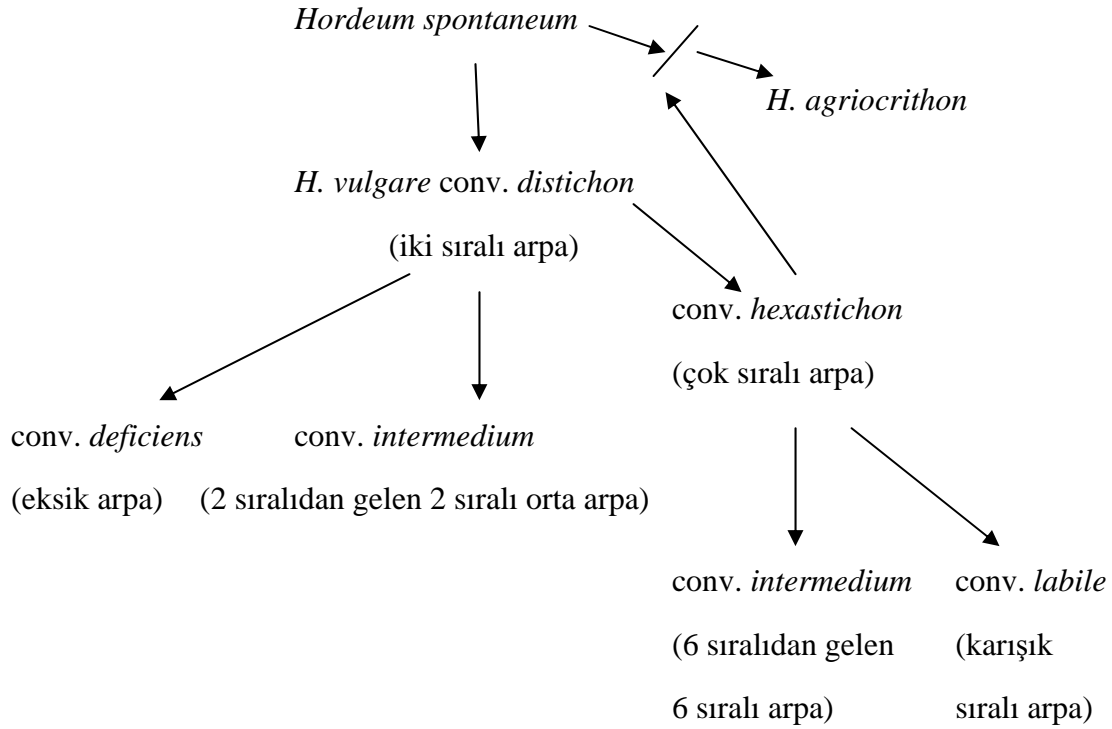 Hordeum spontaneum
H. agriocrithon
H. vulgare conv. distichon
(iki sıralı arpa)
conv. hexastichon
(çok sıralı arpa)
conv. deficiens
(eksik arpa)
conv. intermedium
(2 sıralıdan gelen 2 sıralı orta arpa)
conv. intermedium
(6 sıralıdan gelen
6 sıralı arpa)
conv. labile
(karışık
sıralı arpa)